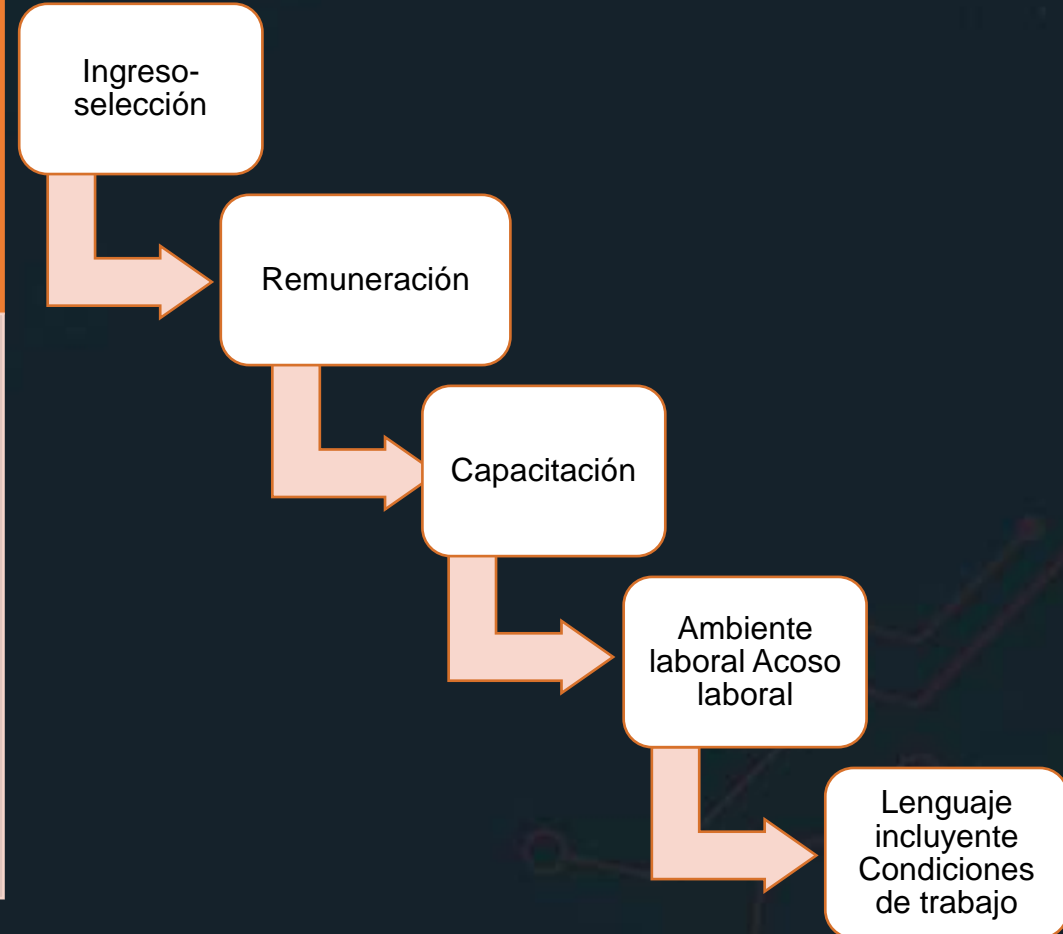 Ingreso-
selección
Remuneración
Capacitación
Ambiente
laboral Acoso
laboral
Lenguaje
incluyente
Condiciones
de trabajo